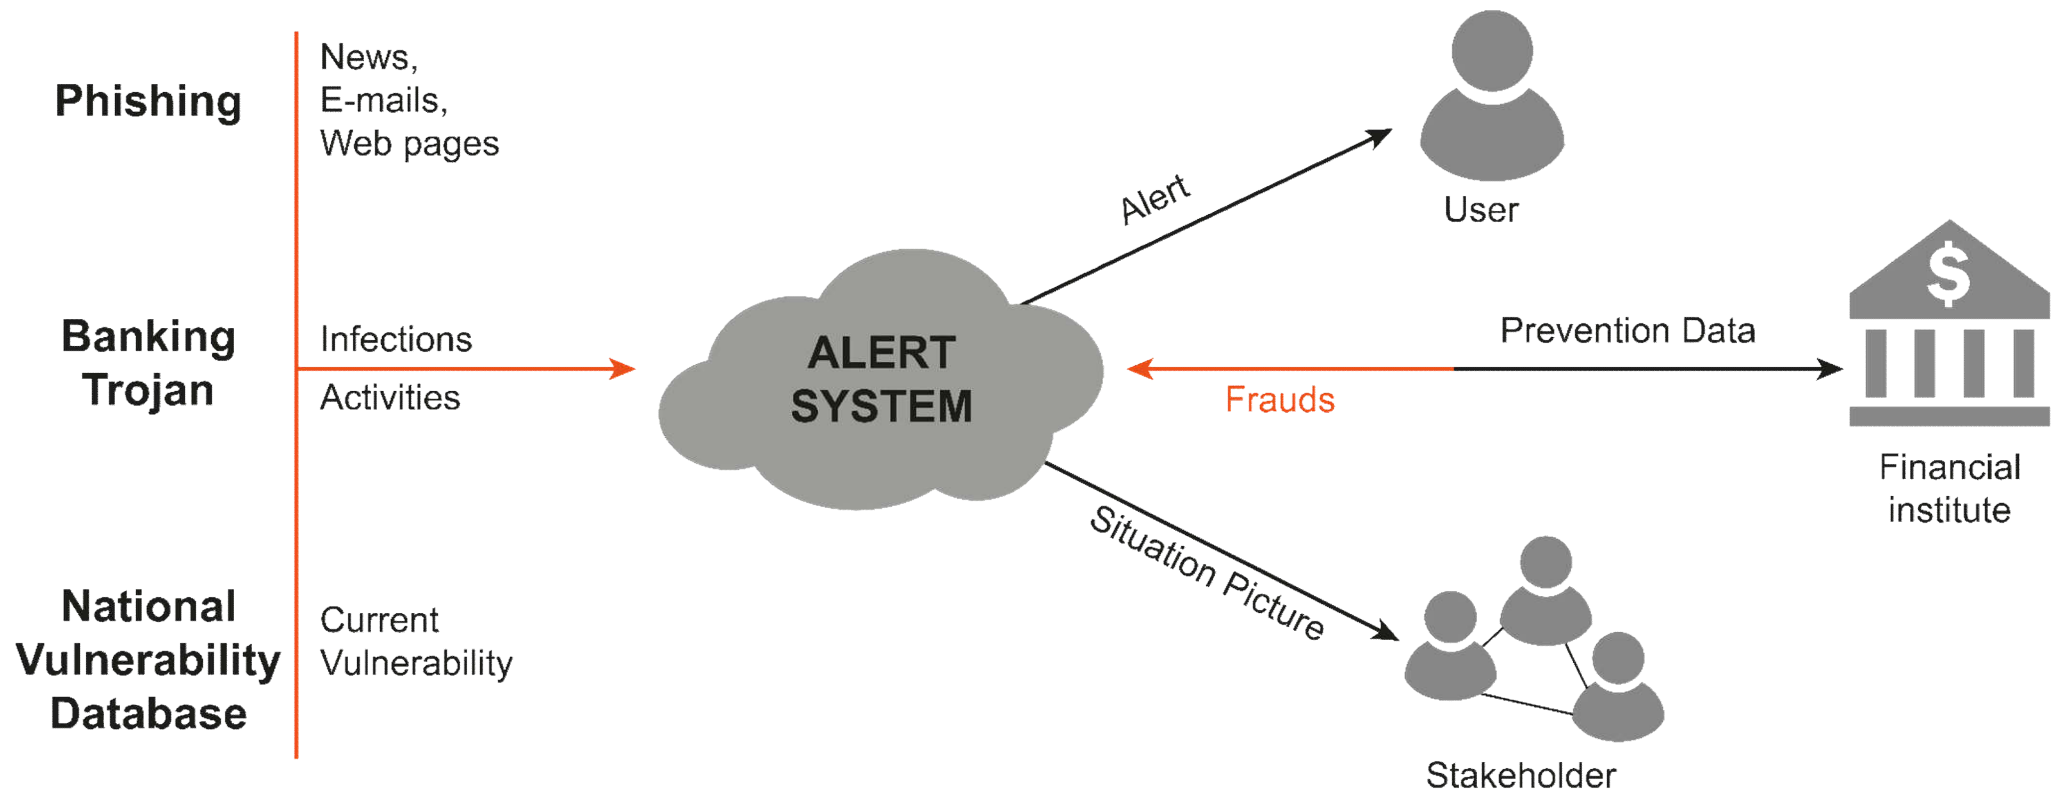 Phishing
News,
E-mails,
Web pages
Banking
Trojan
Infections
Activities
National
Vulnerability
Database
Current
Vulnerability
ALERT
SYSTEM
Alert
User
Prevention Data
Frauds
$
Financial
institute
Situation Picture
Stakeholder